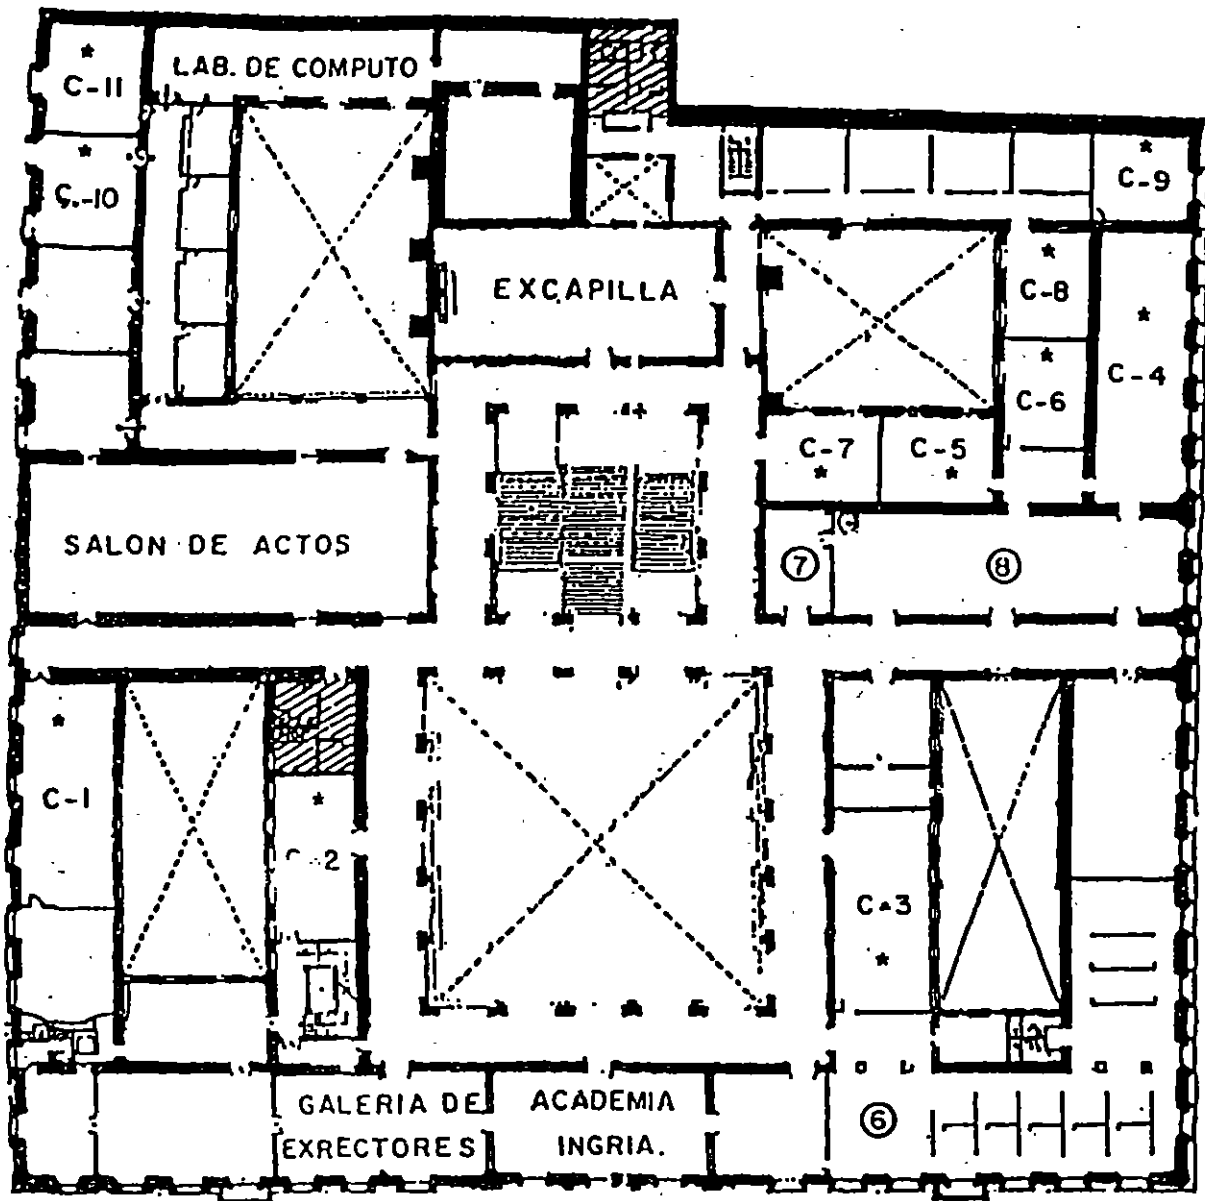 C-11
LAB. DE COMPUTO
C-10
C-9
EXCAPILLA
C-8
C-4
C-6
C-7
C-5
SALON DE ACTOS
7
8
C-1
C-2
C-3
GALERIA DE
EXRECTORES
ACADEMIA
INGRIA.
6